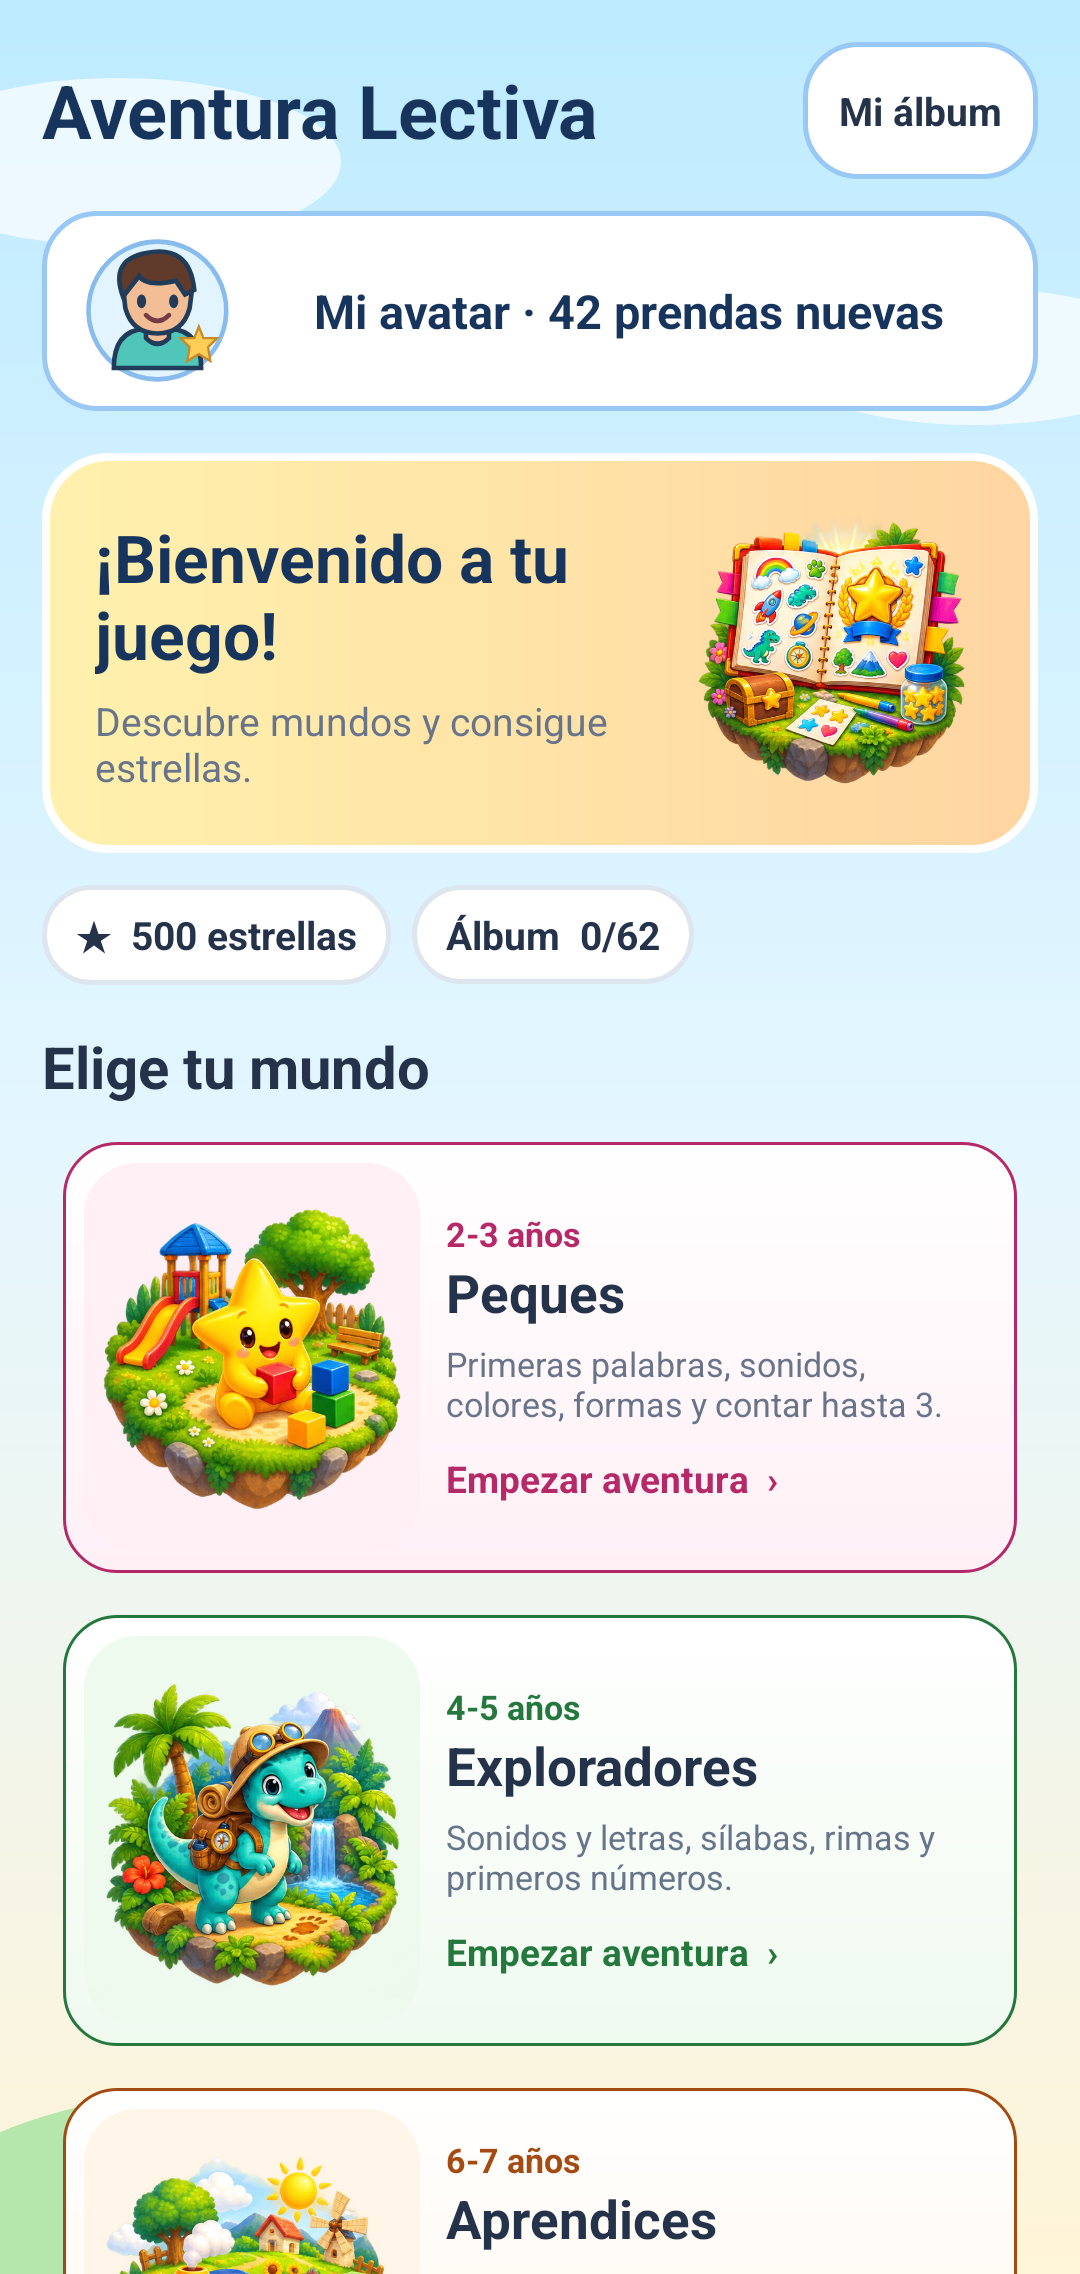 Aventura Lectiva
Mi álbum
Mi avatar · 42 prendas nuevas
¡Bienvenido a tu
juego!
Descubre mundos y consigue
estrellas.
★ 500 estrellas
Álbum 0/62
Elige tu mundo
2-3 años
Peques
Primeras palabras, sonidos,
colores, formas y contar hasta 3.
Empezar aventura ›
4-5 años
Exploradores
Sonidos y letras, sílabas, rimas y
primeros números.
Empezar aventura ›
6-7 años
Aprendices